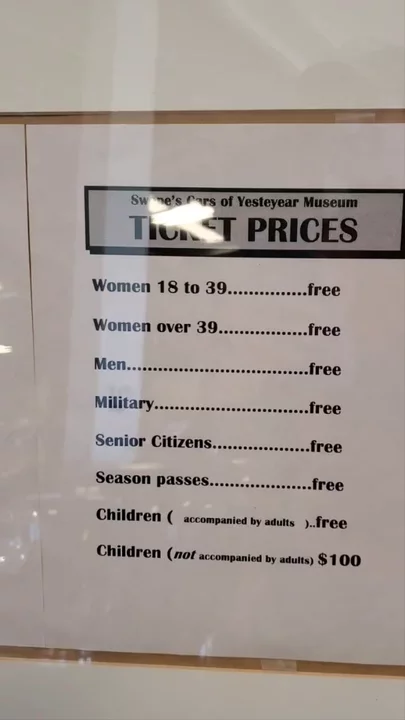 Swope's Cars of Yesteryear Museum
TICKET PRICES
Women 18 to 39...............free
Women over 39.................free
Men..................................free
Military.............................free
Senior Citizens..................free
Season passes...................free
Children ( accompanied by adults )..free
Children (not accompanied by adults) $100